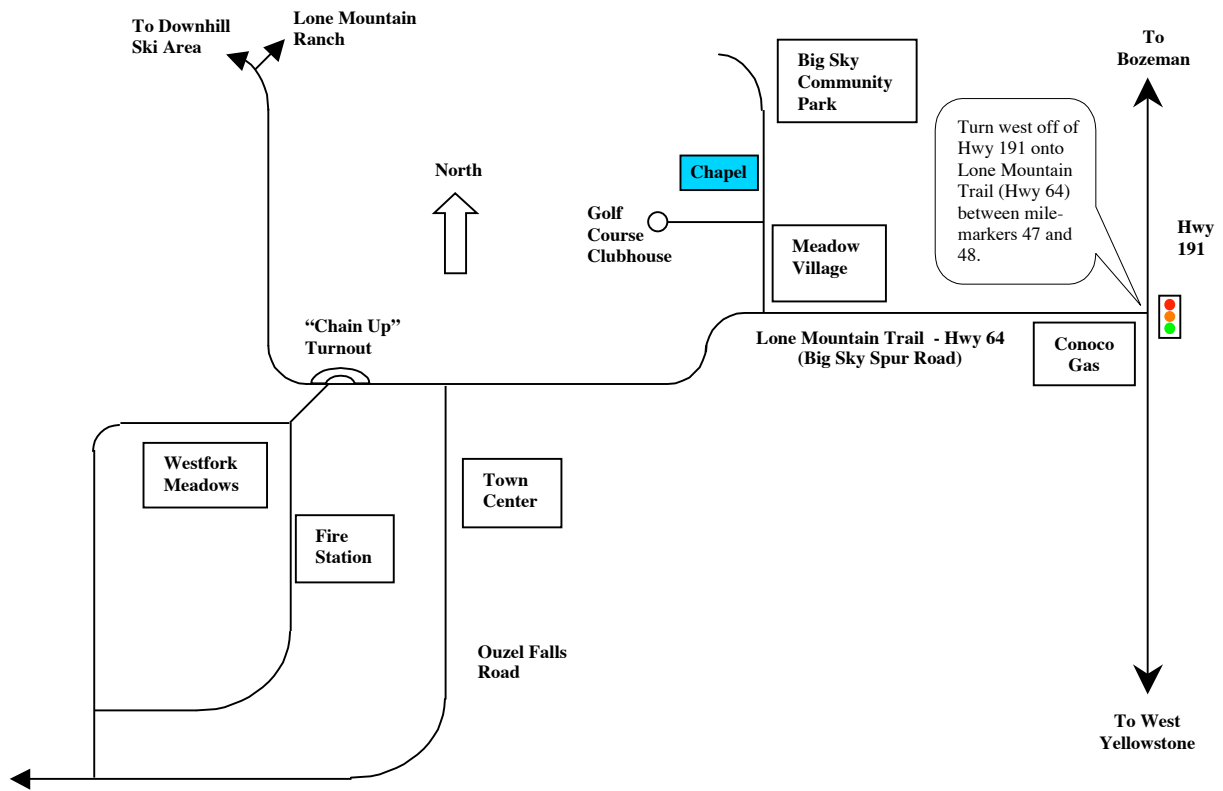 To Downhill
Ski Area
Lone Mountain
Ranch
Big Sky
Community
Park
To
Bozeman
Turn west off of
Hwy 191 onto
Lone Mountain
Trail (Hwy 64)
between mile-
markers 47 and
48.
North
Chapel
Golf
Course
Clubhouse
Meadow
Village
Hwy
191
“Chain Up”
Turnout
Lone Mountain Trail - Hwy 64
(Big Sky Spur Road)
Conoco
Gas
Westfork
Meadows
Town
Center
Fire
Station
Ouzel Falls
Road
To West
Yellowstone